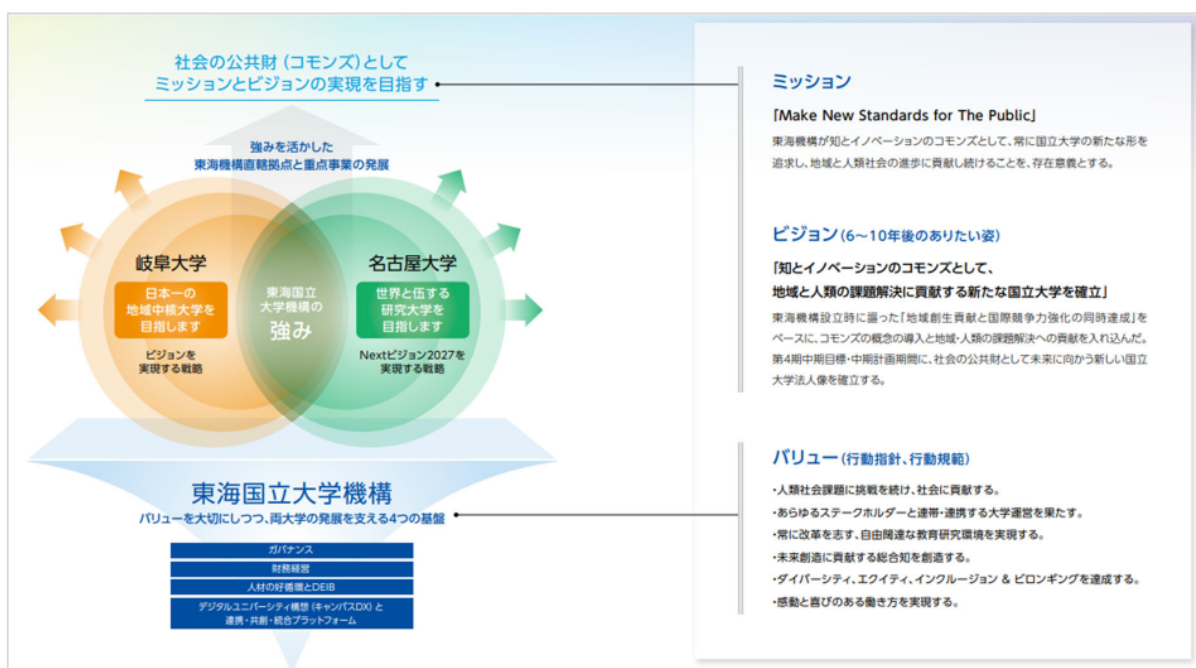 社会の公共財（コモンズ）として
ミッションとビジョンの実現を目指す
強みを活かした
東海機構直轄拠点と重点事業の発展
岐阜大学
日本一の
地域中核大学を
目指します
ビジョンを
実現する戦略
東海国立
大学機構の
強み
名古屋大学
世界と伍する
研究大学を
目指します
Nextビジョン2027を
実現する戦略
東海国立大学機構
バリューを大切にしつつ、両大学の発展を支える4つの基盤
ガバナンス
財務経営
人材の好循環とDEIB
デジタルユニバーシティ構想（キャンパスDX）と
連携・共創・統合プラットフォーム
ミッション
「Make New Standards for The Public」
東海機構が知とイノベーションのコモンズとして、常に国立大学の新たな形を
追求し、地域と人類社会の進歩に貢献し続けることを、存在意義とする。
ビジョン（6〜10年後のありたい姿）
「知とイノベーションのコモンズとして、
地域と人類の課題解決に貢献する新たな国立大学を確立」
東海機構設立時に謳った「地域創生貢献と国際競争力強化の同時達成」を
ベースに、コモンズの概念の導入と地域・人類の課題解決への貢献を入れ込んだ。
第4期中期目標・中期計画期間に、社会の公共財として未来に向かう新しい国立
大学法人像を確立する。
バリュー（行動指針、行動規範）
・人類社会課題に挑戦を続け、社会に貢献する。
・あらゆるステークホルダーと連帯・連携する大学運営を果たす。
・常に改革を志す、自由闊達な教育研究環境を実現する。
・未来創造に貢献する総合知を創造する。
・ダイバーシティ、エクイティ、インクルージョン & ビロンギングを達成する。
・感動と喜びのある働き方を実現する。